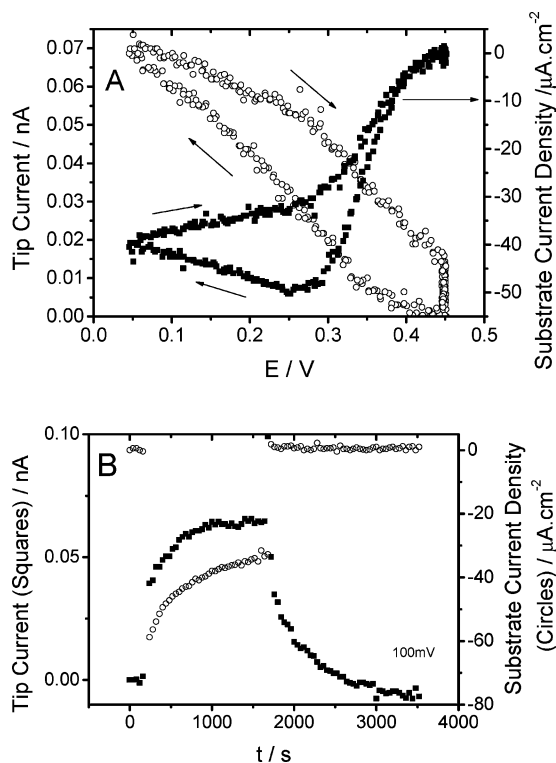 A
0.07
0.06
0.05
0.04
0.03
0.02
0.01
0.00
Tip Current / nA
0
-10
-20
-30
-40
-50
Substrate Current Density /µA.cm⁻²
0.0 0.1 0.2 0.3 0.4 0.5
E / V
B
0.10
0.05
0.00
Tip Current (Squares) / nA
0
-20
-40
-60
-80
Substrate Current Density
(Circles) / µA.cm⁻²
100mV
0 1000 2000 3000 4000
t / s